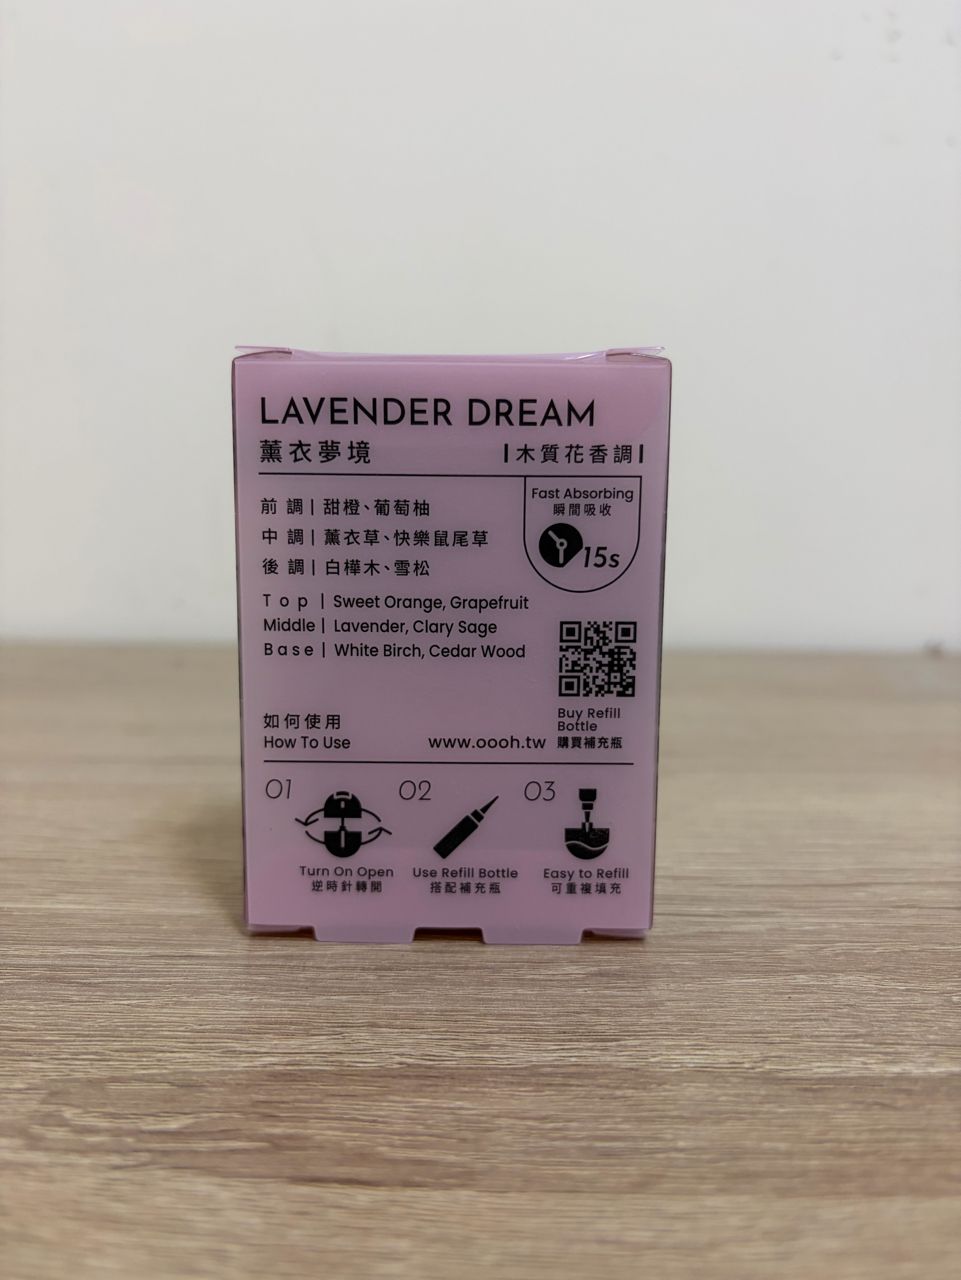 LAVENDER DREAM
薰衣夢境
木質花香調
Fast Absorbing
瞬間吸收
15s
前調|甜橙、葡萄柚
中調|薰衣草、快樂鼠尾草
後調|白樺木、雪松
Top | Sweet Orange, Grapefruit
Middle | Lavender, Clary Sage
Base | White Birch, Cedar Wood
Buy Refill
Bottle
購買補充瓶
如何使用
How To Use
www.oooh.tw
01
Turn On Open
逆時針轉開
02
Use Refill Bottle
搭配補充瓶
03
Easy to Refill
可重複填充